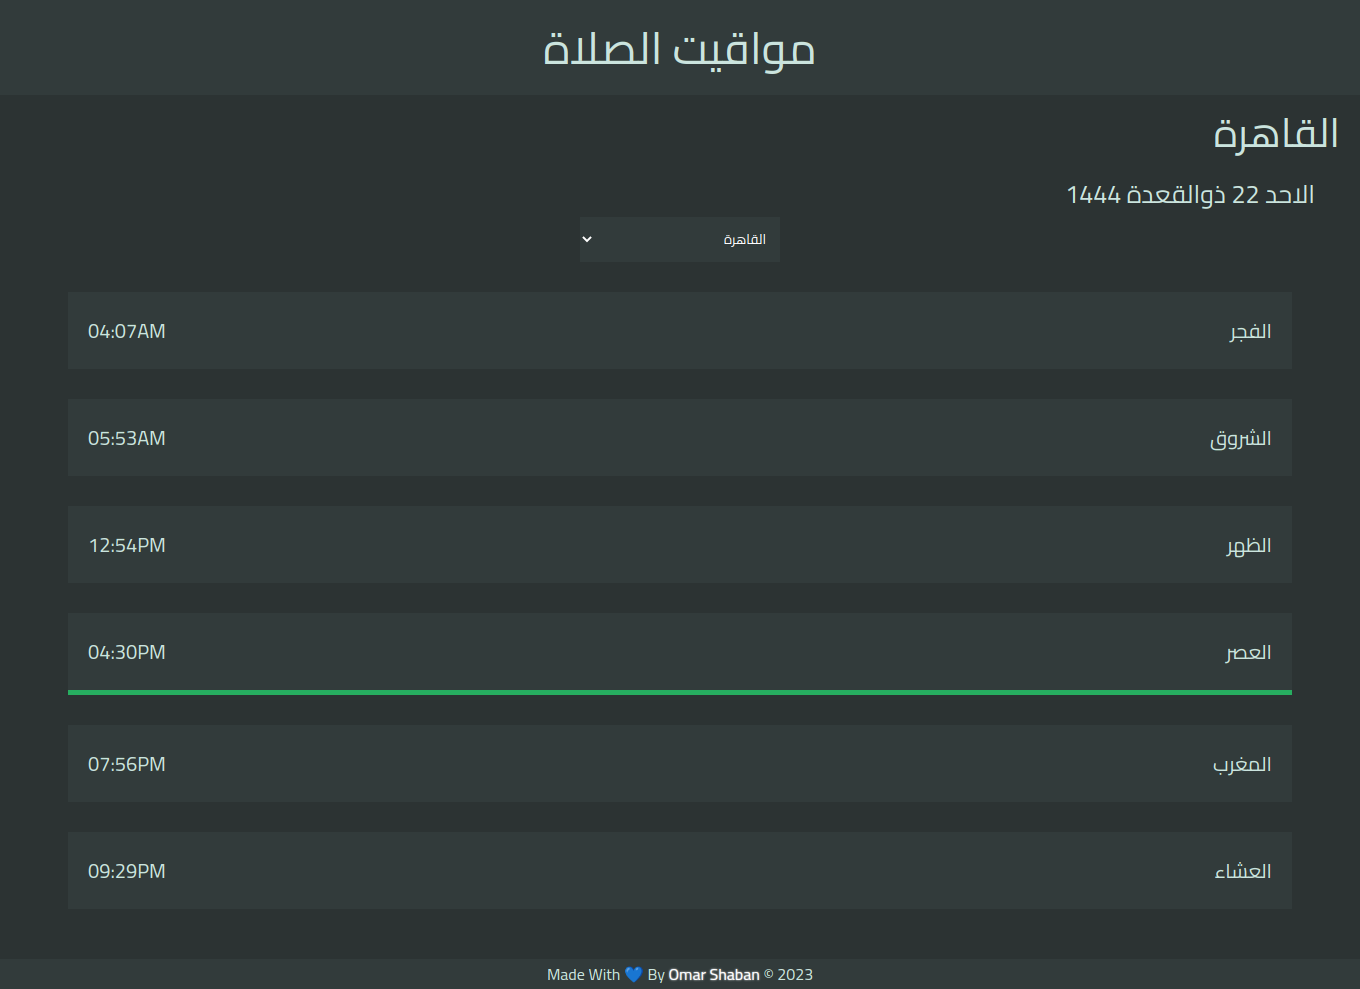 مواقيت الصلاة
القاهرة
الاحد 22 ذوالقعدة 1444
القاهرة
الفجر 04:07AM
الشروق 05:53AM
الظهر 12:54PM
العصر 04:30PM
المغرب 07:56PM
العشاء 09:29PM
Made With 💙 By Omar Shaban © 2023